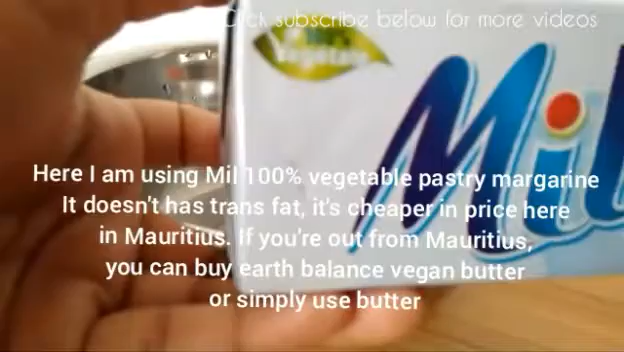 Click subscribe below for more videos
Vegetable
Mil
Here I am using Mil 100% vegetable pastry margarine
It doesn't has trans fat, it's cheaper in price here
in Mauritius. If you're out from Mauritius,
you can buy earth balance vegan butter
or simply use butter